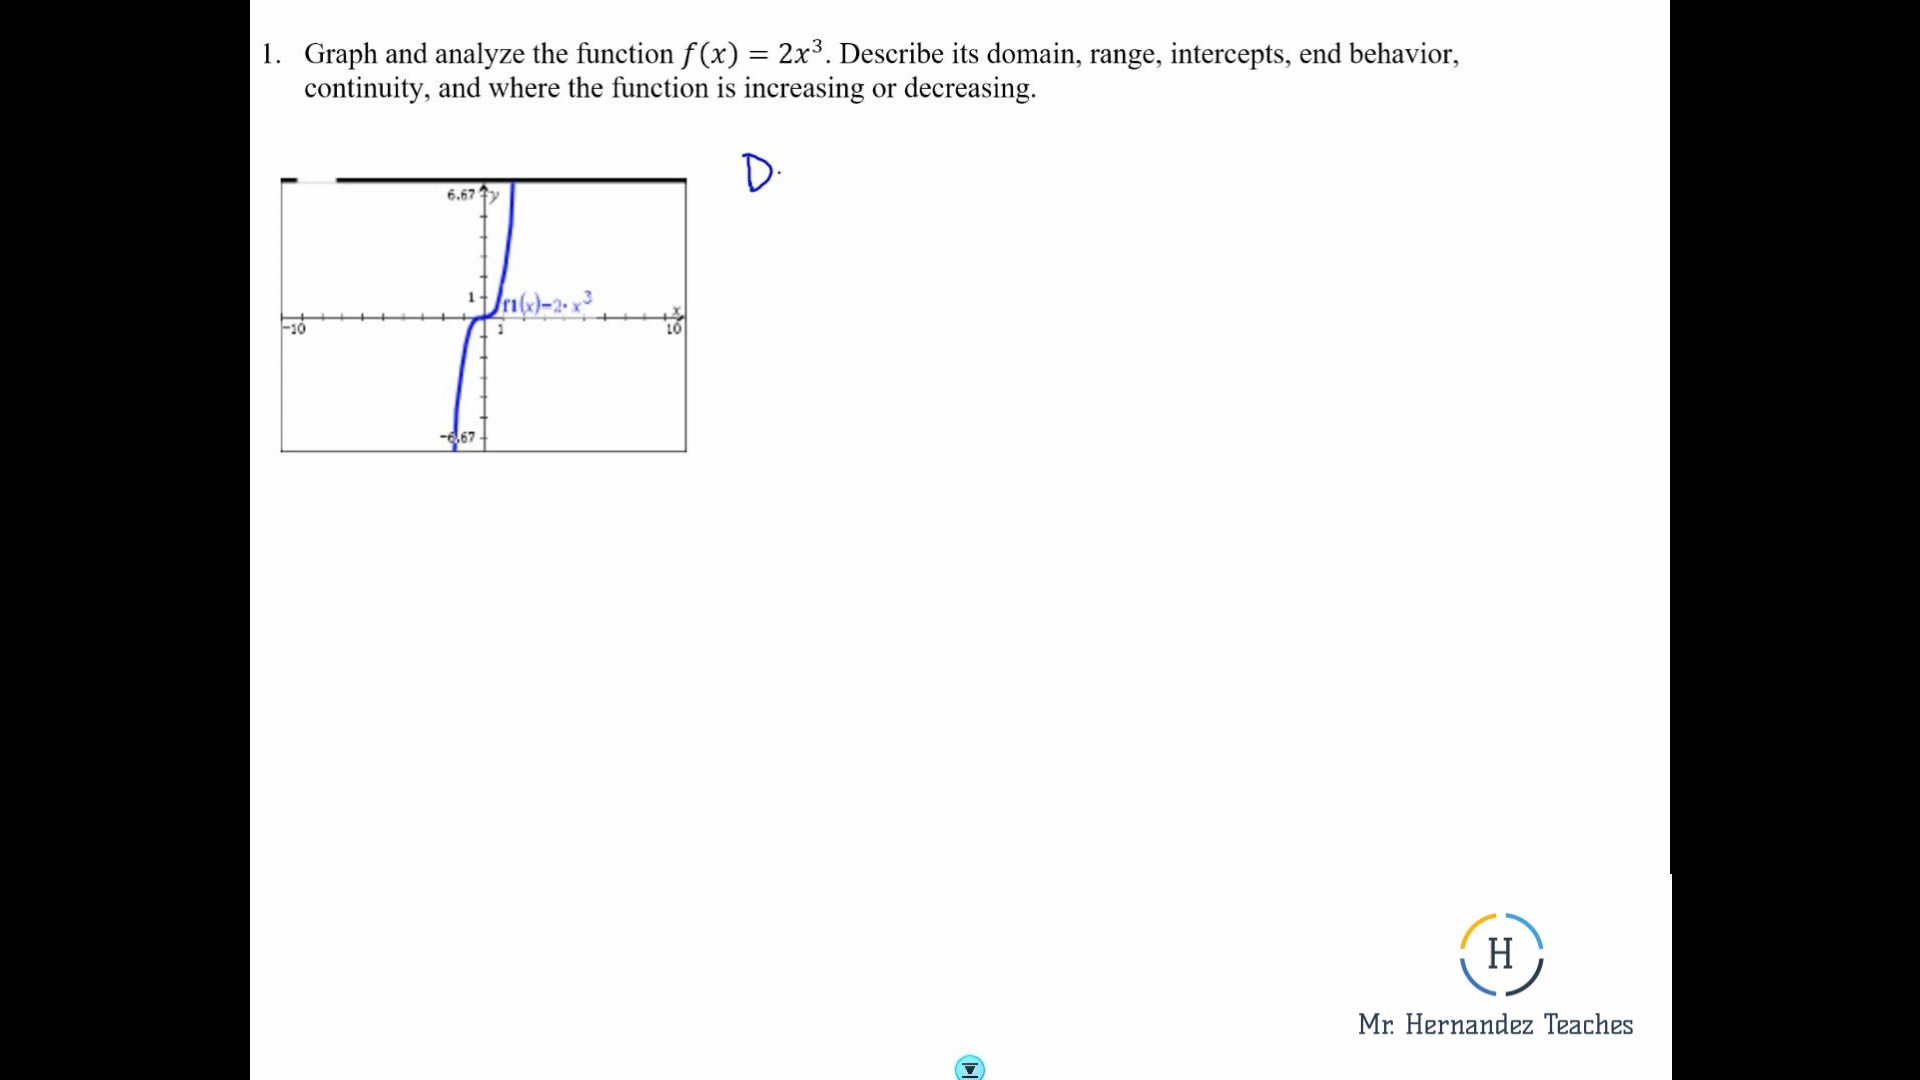 1. Graph and analyze the function f(x) = 2x³. Describe its domain, range, intercepts, end behavior,
continuity, and where the function is increasing or decreasing.
D:
6.67 y
1
f1(x)=2·x³
x
-10
1
10
-6.67
H
Mr. Hernandez Teaches